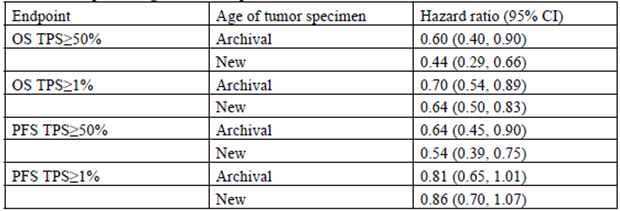 Endpoint Age of tumor specimen Hazard ratio (95% CI)
OS TPS≥50% Archival 0.60 (0.40, 0.90)
New 0.44 (0.29, 0.66)
OS TPS≥1% Archival 0.70 (0.54, 0.89)
New 0.64 (0.50, 0.83)
PFS TPS≥50% Archival 0.64 (0.45, 0.90)
New 0.54 (0.39, 0.75)
PFS TPS≥1% Archival 0.81 (0.65, 1.01)
New 0.86 (0.70, 1.07)